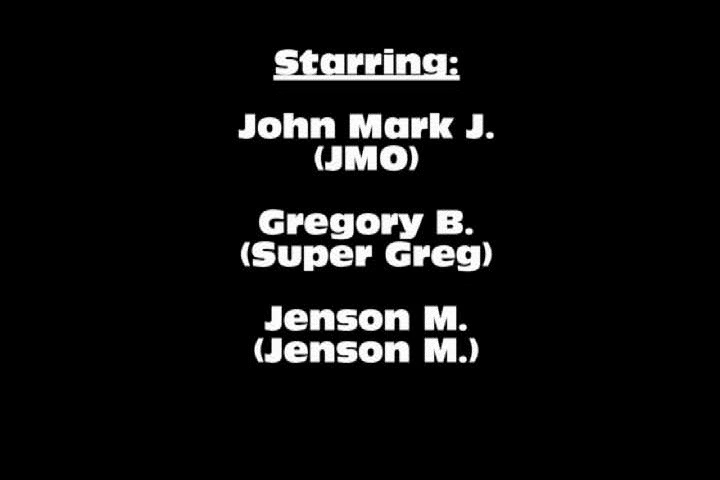 Starring:
John Mark J.
(JMO)
Gregory B.
(Super Greg)
Jenson M.
(Jenson M.)